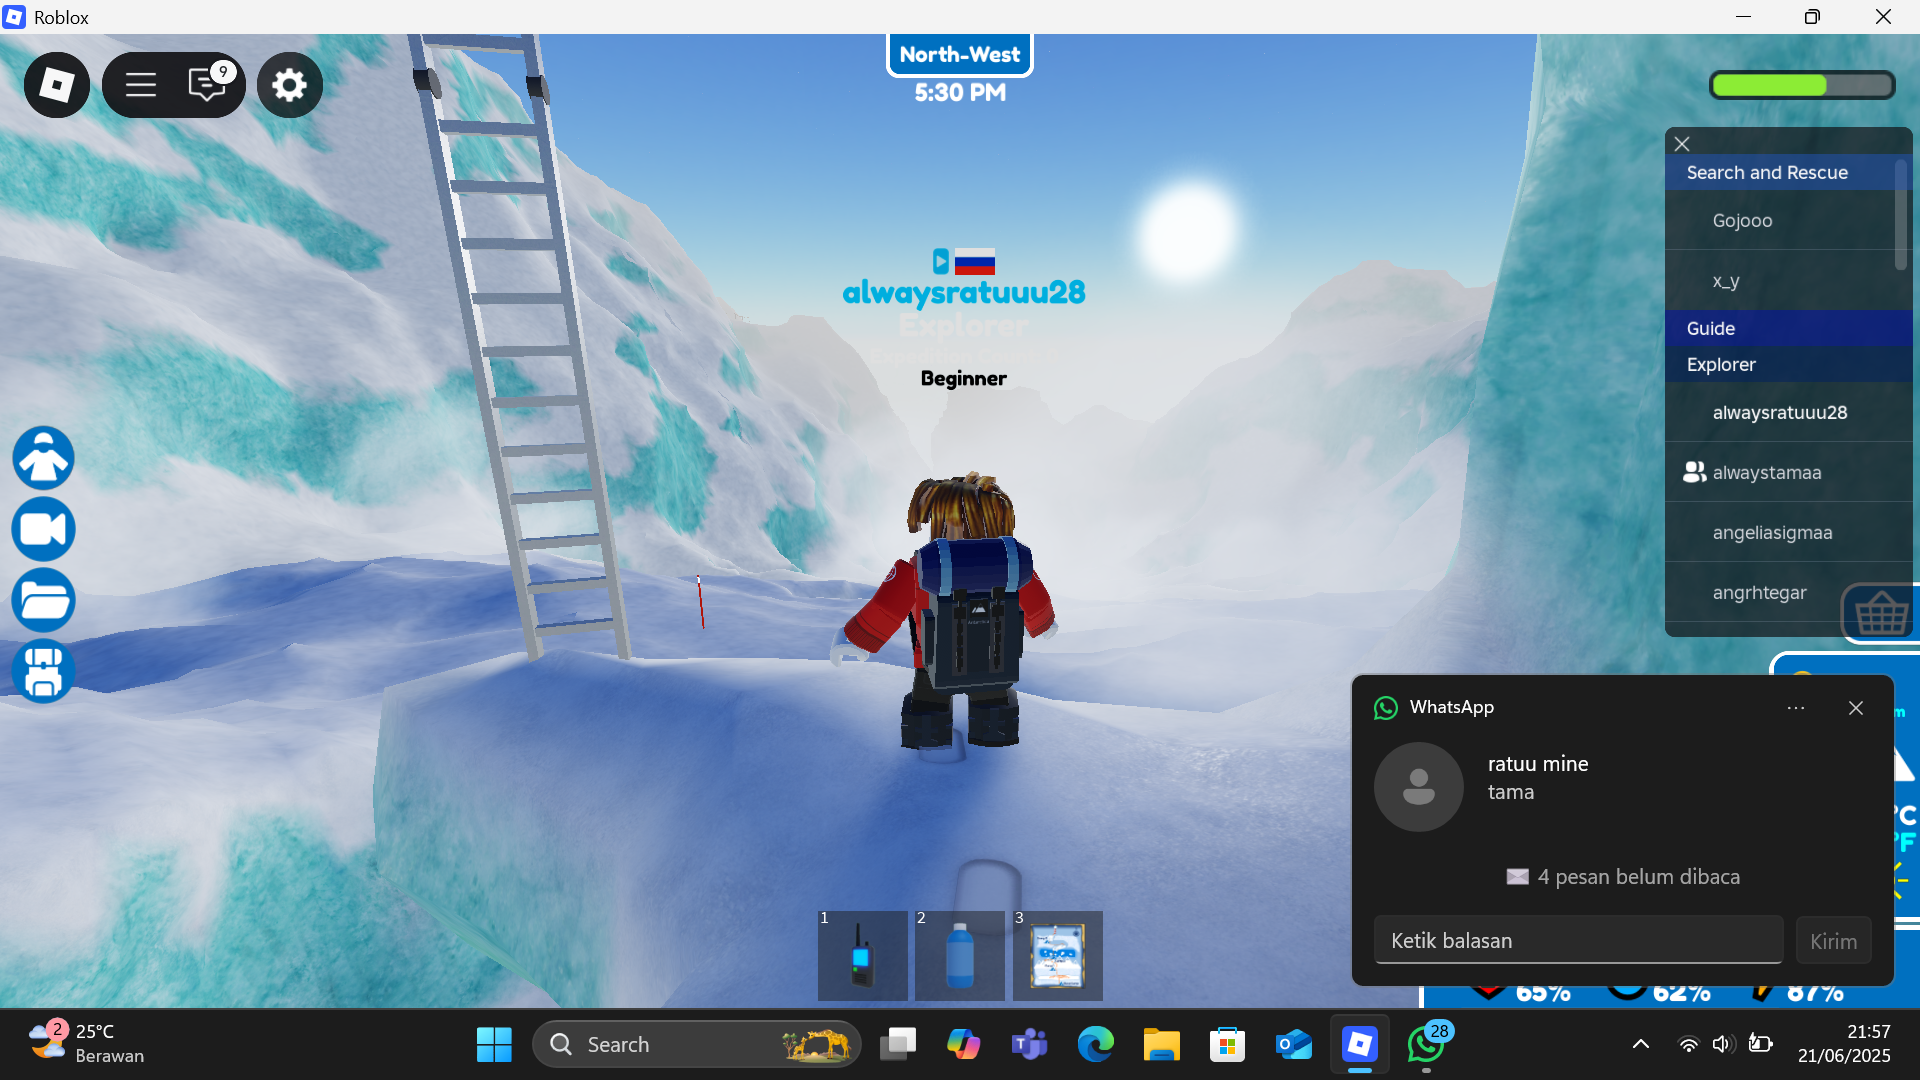 Roblox
9
North-West
5:30 PM
alwaysratuuu28
Explorer
Beginner
Search and Rescue
Gojooo
x_y
Guide
Explorer
alwaysratuuu28
alwaystamaa
angeliasigmaa
angrhtegar
WhatsApp
ratuu mine
tama
4 pesan belum dibaca
Ketik balasan
Kirim
m
°C
°F
1
2
3
65%
62%
87%
2
25°C
Berawan
Search
28
21:57
21/06/2025